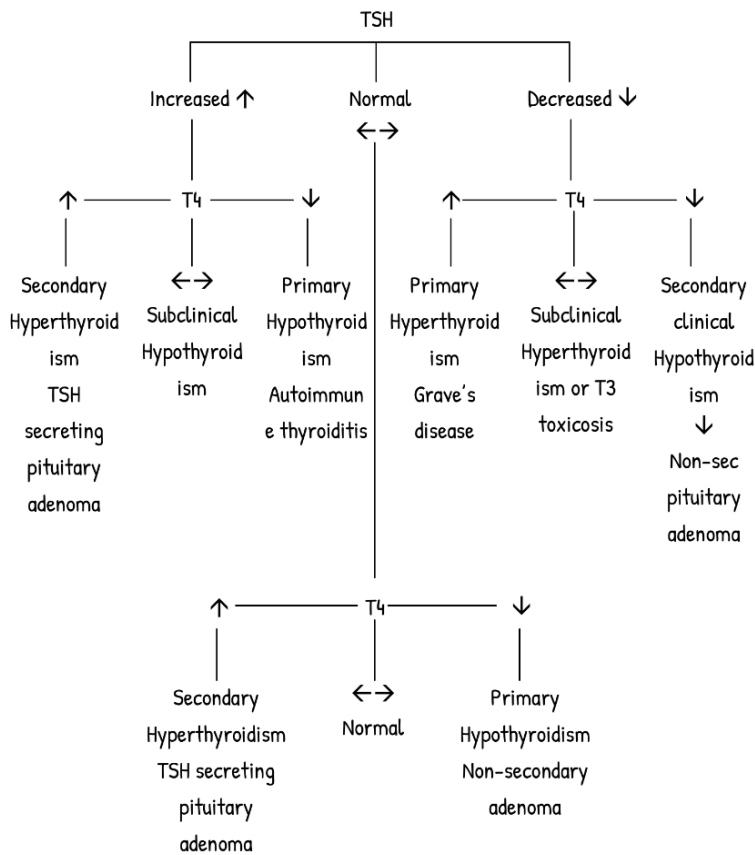 TSH
Increased ↑
Normal
↔
Decreased ↓
↑
T4
↓
↑
T4
↓
Secondary
Hyperthyroid
ism
TSH
secreting
pituitary
adenoma
↔
Subclinical
Hypothyroid
ism
Primary
Hypothyroid
ism
Autoimmun
e thyroiditis
Primary
Hyperthyroid
ism
Grave's
disease
↔
Subclinical
Hyperthyroid
ism or T3
toxicosis
Secondary
clinical
Hypothyroid
ism
↓
Non-sec
pituitary
adenoma
↑
T4
↓
Secondary
Hyperthyroidism
TSH secreting
pituitary
adenoma
↔
Normal
Primary
Hypothyroidism
Non-secondary
adenoma